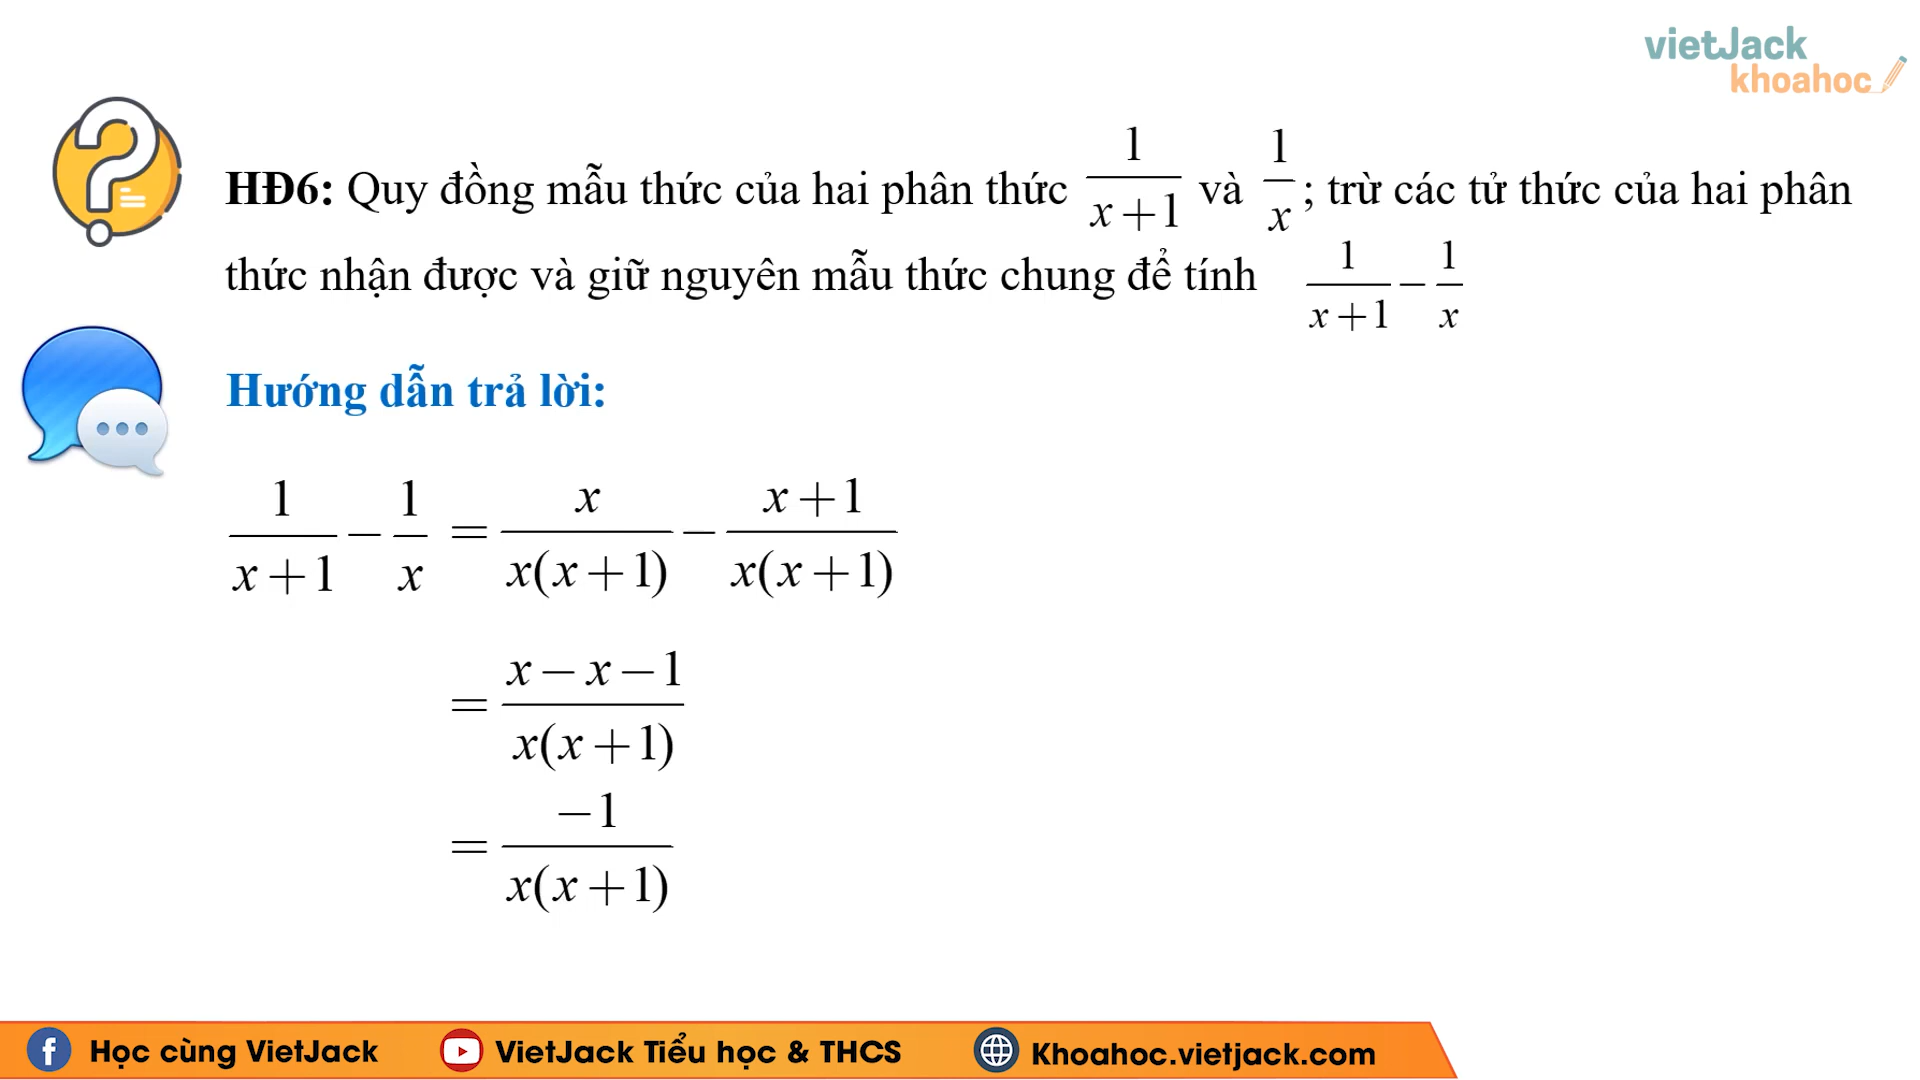 vietJack
khoahoc
HĐ6: Quy đồng mẫu thức của hai phân thức 1/(x+1) và 1/x; trừ các tử thức của hai phân
thức nhận được và giữ nguyên mẫu thức chung để tính 1/(x+1) − 1/x
Hướng dẫn trả lời:
1/(x+1) − 1/x = x/(x(x+1)) − (x+1)/(x(x+1))
= (x−x−1)/(x(x+1))
= −1/(x(x+1))
Học cùng VietJack
VietJack Tiểu học & THCS
Khoahoc.vietjack.com